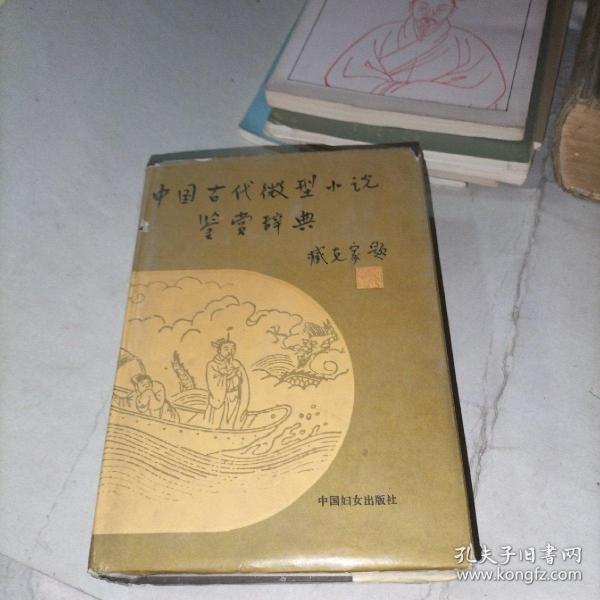 中国古代微型小说
鉴赏辞典
臧克家题
中国妇女出版社
孔夫子旧书网
www.kongfz.com